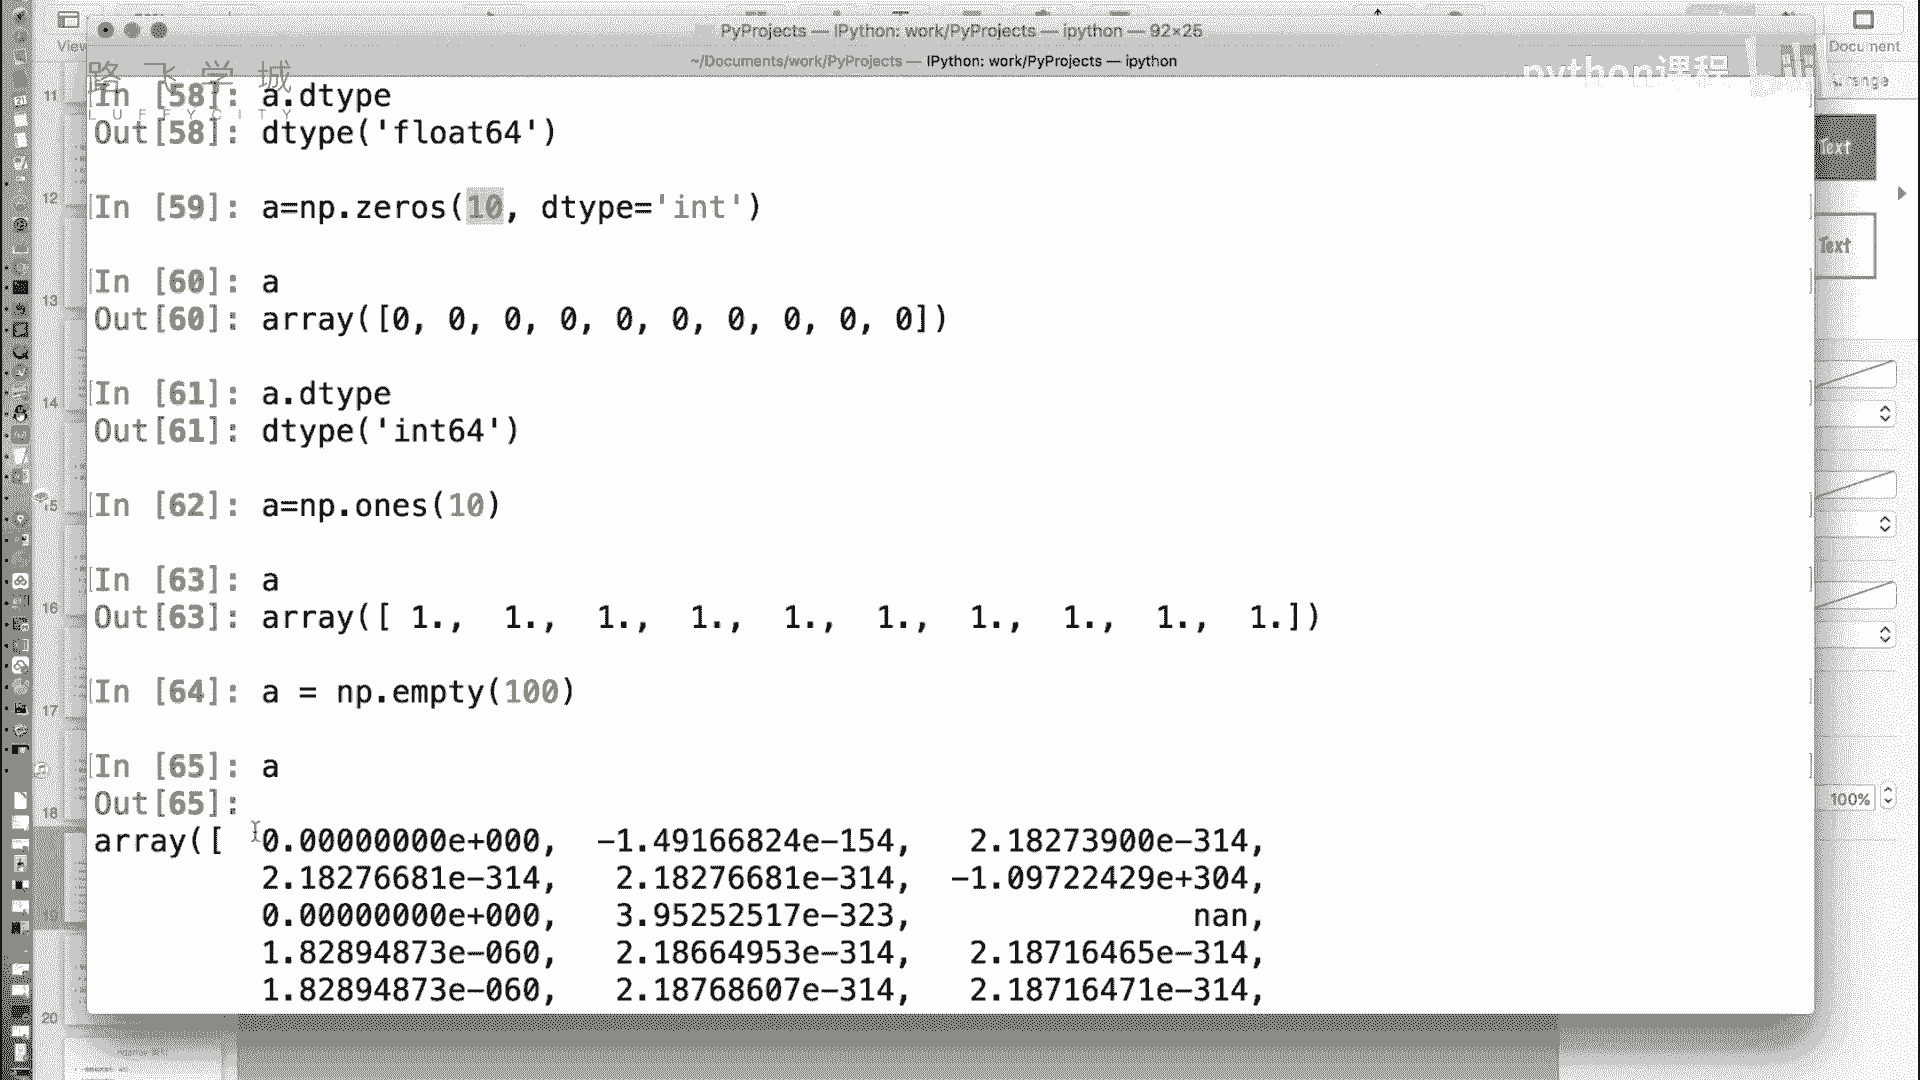 PyProjects — IPython: work/PyProjects — ipython — 92×25
~/Documents/work/PyProjects — IPython: work/PyProjects — ipython
View
Document
路飞学城
LUFFYCITY
python课程
In [58]: a.dtype
Out[58]: dtype('float64')
In [59]: a=np.zeros(10, dtype='int')
In [60]: a
Out[60]: array([0, 0, 0, 0, 0, 0, 0, 0, 0, 0])
In [61]: a.dtype
Out[61]: dtype('int64')
In [62]: a=np.ones(10)
In [63]: a
Out[63]: array([ 1., 1., 1., 1., 1., 1., 1., 1., 1., 1.])
In [64]: a = np.empty(100)
In [65]: a
Out[65]:
array([ 0.00000000e+000, -1.49166824e-154, 2.18273900e-314,
2.18276681e-314, 2.18276681e-314, -1.09722429e+304,
0.00000000e+000, 3.95252517e-323, nan,
1.82894873e-060, 2.18664953e-314, 2.18716465e-314,
1.82894873e-060, 2.18768607e-314, 2.18716471e-314,
11
12
13
14
15
16
17
18
19
20
Text
Text
100%